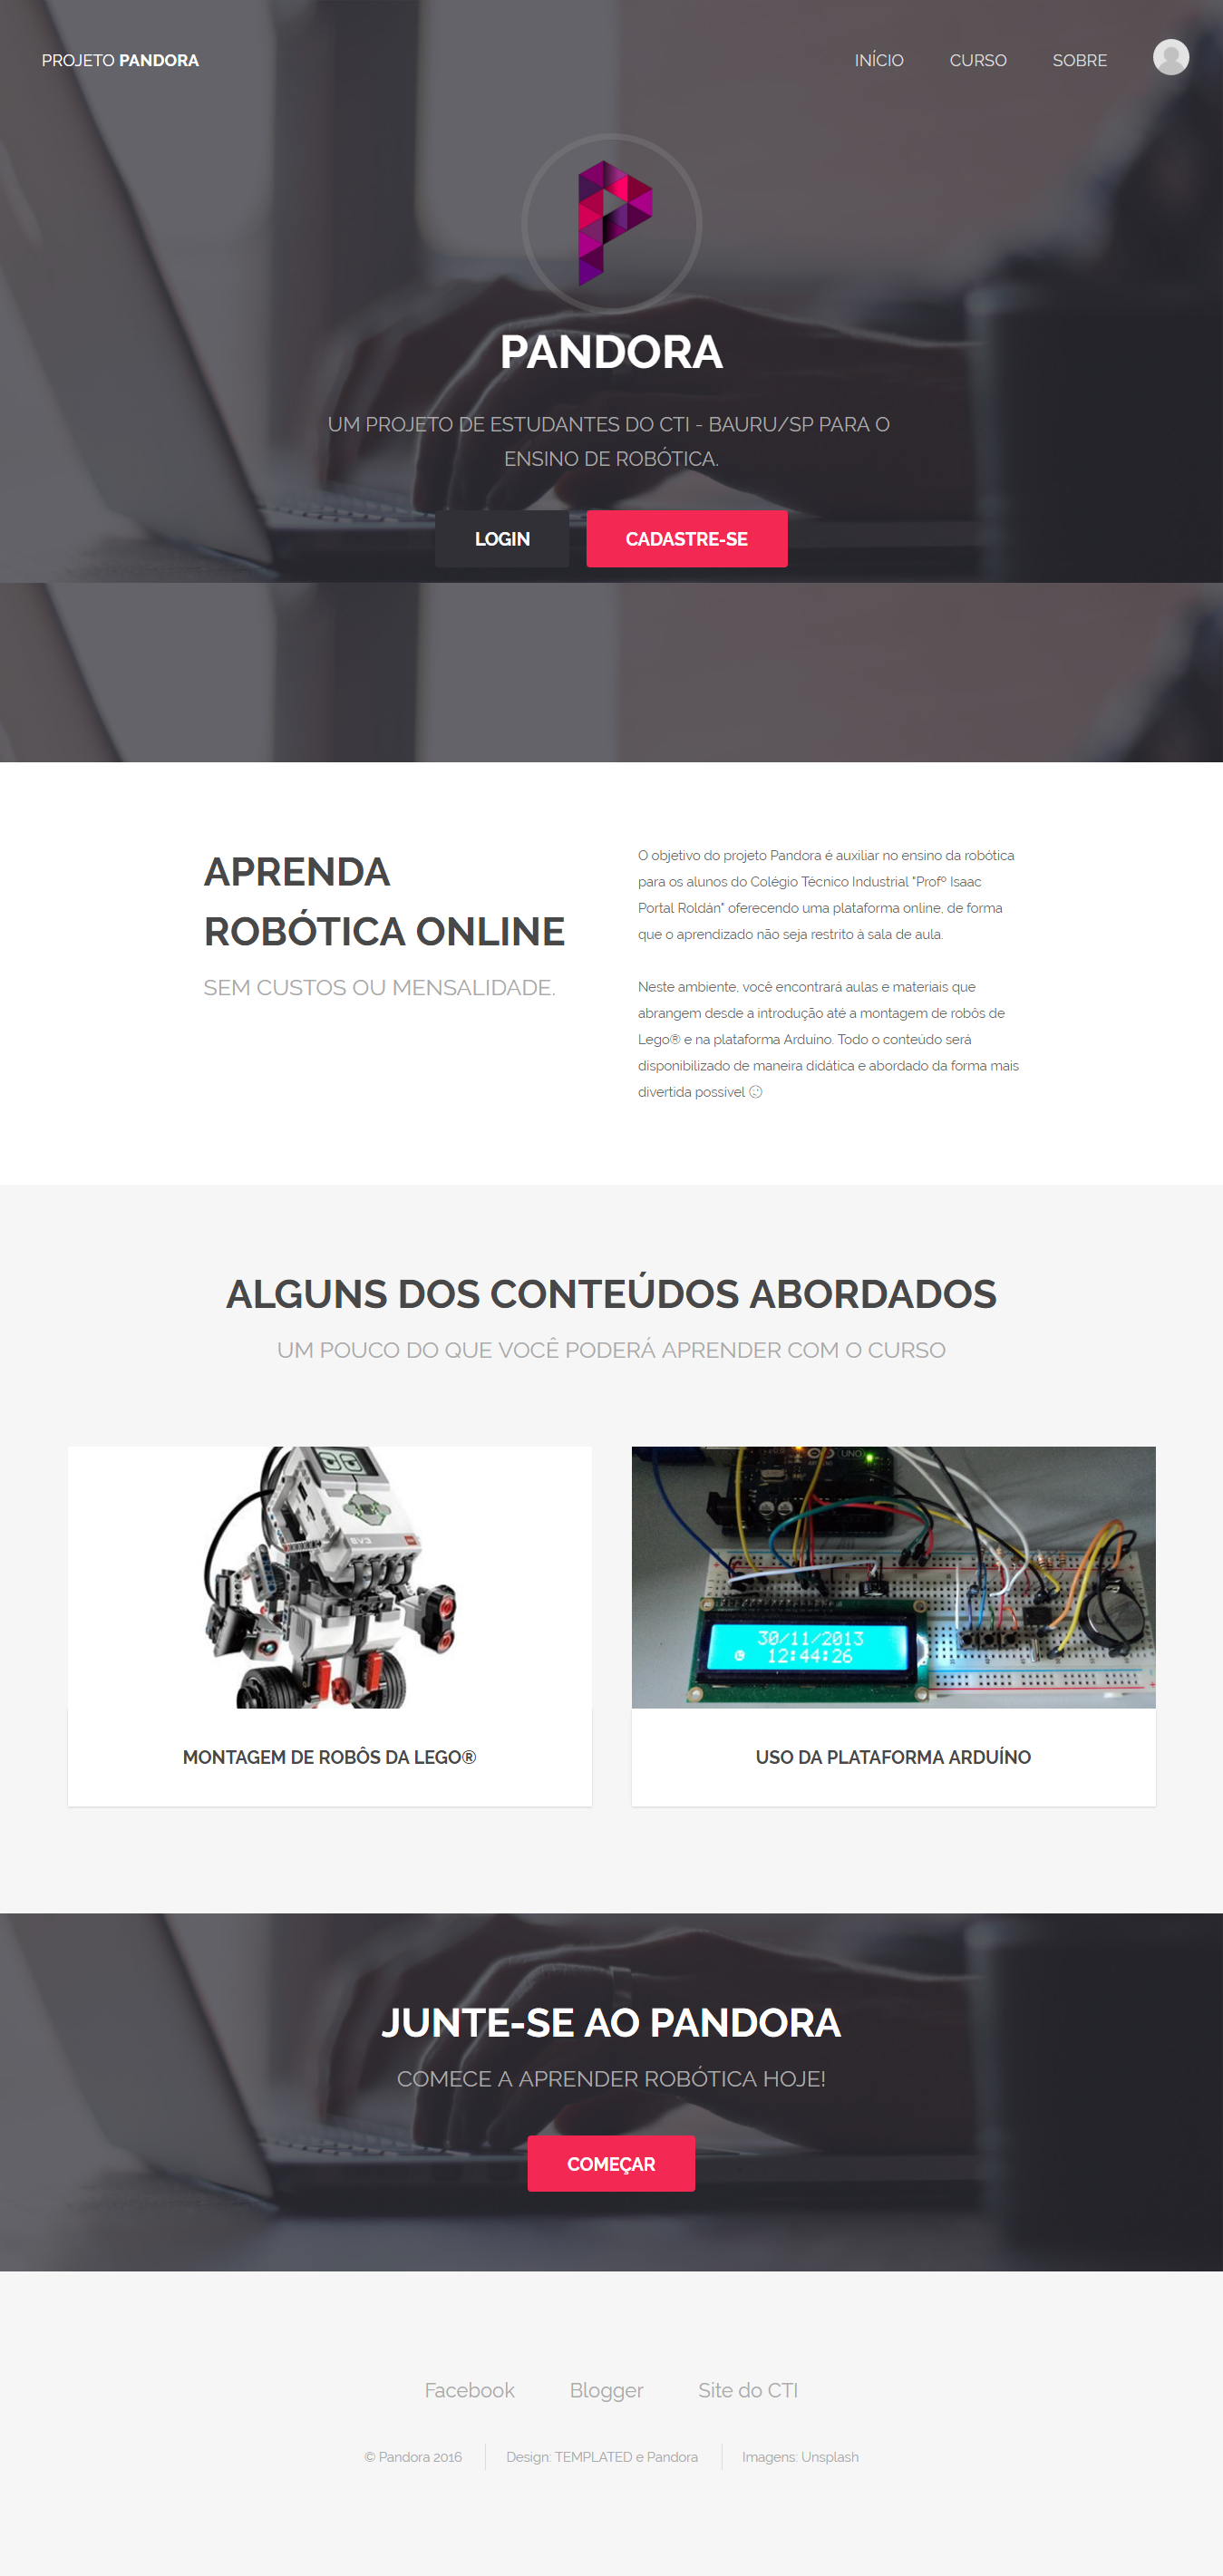 PROJETO PANDORA
INÍCIO
CURSO
SOBRE
PANDORA
UM PROJETO DE ESTUDANTES DO CTI - BAURU/SP PARA O
ENSINO DE ROBÓTICA.
LOGIN
CADASTRE-SE
APRENDA
ROBÓTICA ONLINE
SEM CUSTOS OU MENSALIDADE.
O objetivo do projeto Pandora é auxiliar no ensino da robótica
para os alunos do Colégio Técnico Industrial "Profº Isaac
Portal Roldán" oferecendo uma plataforma online, de forma
que o aprendizado não seja restrito à sala de aula.
Neste ambiente, você encontrará aulas e materiais que
abrangem desde a introdução até a montagem de robôs de
Lego® e na plataforma Arduíno. Todo o conteúdo será
disponibilizado de maneira didática e abordado da forma mais
divertida possível
ALGUNS DOS CONTEÚDOS ABORDADOS
UM POUCO DO QUE VOCÊ PODERÁ APRENDER COM O CURSO
EV3
UNO
30/11/2013
12:44:26
MONTAGEM DE ROBÔS DA LEGO®
USO DA PLATAFORMA ARDUÍNO
JUNTE-SE AO PANDORA
COMECE A APRENDER ROBÓTICA HOJE!
COMEÇAR
Facebook
Blogger
Site do CTI
© Pandora 2016
Design: TEMPLATED e Pandora
Imagens: Unsplash